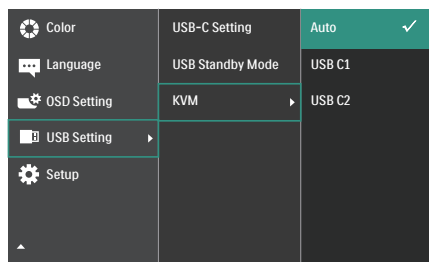 Color
Language
OSD Setting
USB Setting
Setup
USB-C Setting
USB Standby Mode
KVM
Auto
USB C1
USB C2